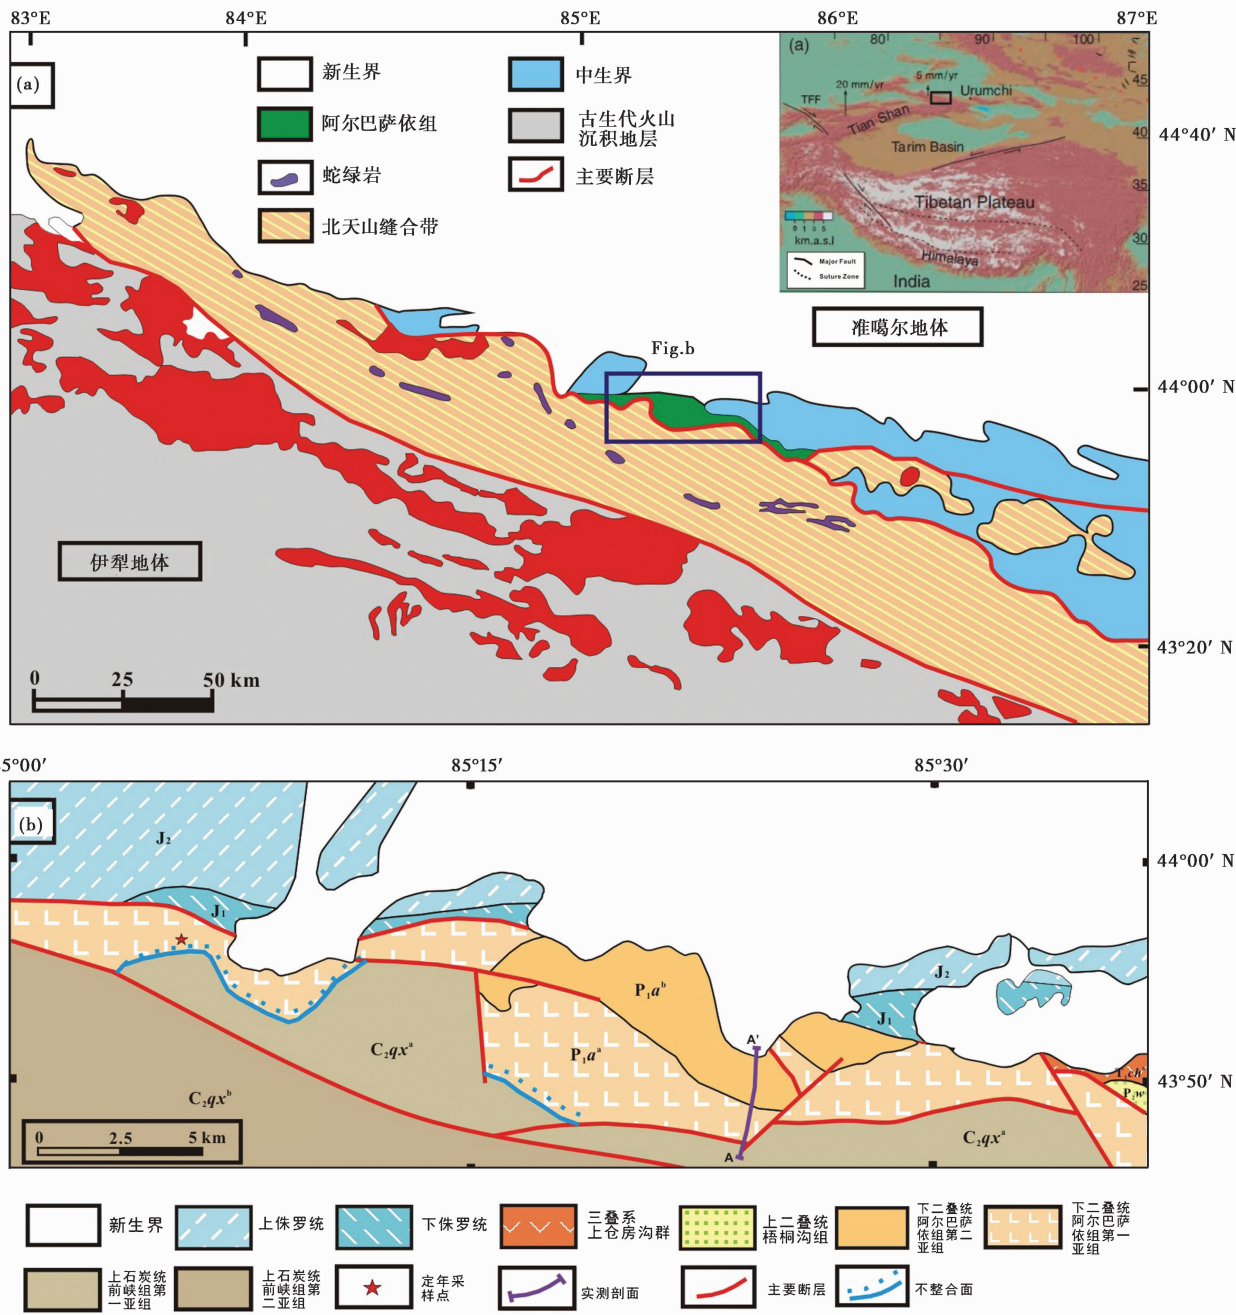 83°E 84°E 85°E 86°E 87°E
(a)
新生界
中生界
阿尔巴萨依组
古生代火山
沉积地层
蛇绿岩
主要断层
北天山缝合带
(a)
80 90 100
45
40
35
30
25
20 mm/yr
5 mm/yr
Urumchi
TFF
Tian Shan
Tarim Basin
Tibetan Plateau
Himalaya
India
0 1 3 5
km.a.s.l
Major Fault
Suture Zone
44°40′ N
准噶尔地体
Fig.b
44°00′ N
伊犁地体
43°20′ N
0 25 50 km
85°00′ 85°15′ 85°30′
(b)
J₂
44°00′ N
J₁
J₂
P₁aᵇ
J₁
A′
C₂qxᵃ
P₁aᵃ
T₁ch
43°50′ N
P₂w
C₂qxᵇ
C₂qxᵃ
A
0 2.5 5 km
新生界
上侏罗统
下侏罗统
三叠系
上仓房沟群
上二叠统
梧桐沟组
下二叠统
阿尔巴萨
依组第二
亚组
下二叠统
阿尔巴萨
依组第一
亚组
上石炭统
前峡组第
一亚组
上石炭统
前峡组第
二亚组
定年采
样点
实测剖面
主要断层
不整合面